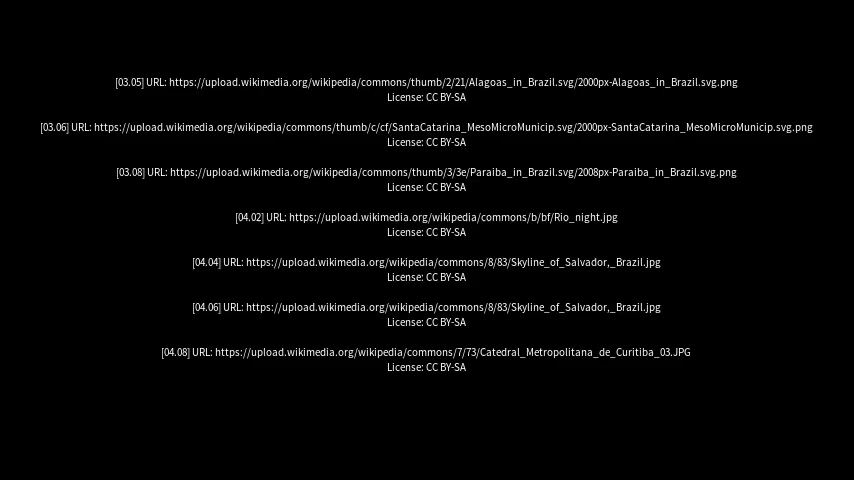 [03.05] URL: https://upload.wikimedia.org/wikipedia/commons/thumb/2/21/Alagoas_in_Brazil.svg/2000px-Alagoas_in_Brazil.svg.png
License: CC BY-SA
[03.06] URL: https://upload.wikimedia.org/wikipedia/commons/thumb/c/cf/SantaCatarina_MesoMicroMunicip.svg/2000px-SantaCatarina_MesoMicroMunicip.svg.png
License: CC BY-SA
[03.08] URL: https://upload.wikimedia.org/wikipedia/commons/thumb/3/3e/Paraiba_in_Brazil.svg/2008px-Paraiba_in_Brazil.svg.png
License: CC BY-SA
[04.02] URL: https://upload.wikimedia.org/wikipedia/commons/b/bf/Rio_night.jpg
License: CC BY-SA
[04.04] URL: https://upload.wikimedia.org/wikipedia/commons/8/83/Skyline_of_Salvador,_Brazil.jpg
License: CC BY-SA
[04.06] URL: https://upload.wikimedia.org/wikipedia/commons/8/83/Skyline_of_Salvador,_Brazil.jpg
License: CC BY-SA
[04.08] URL: https://upload.wikimedia.org/wikipedia/commons/7/73/Catedral_Metropolitana_de_Curitiba_03.JPG
License: CC BY-SA